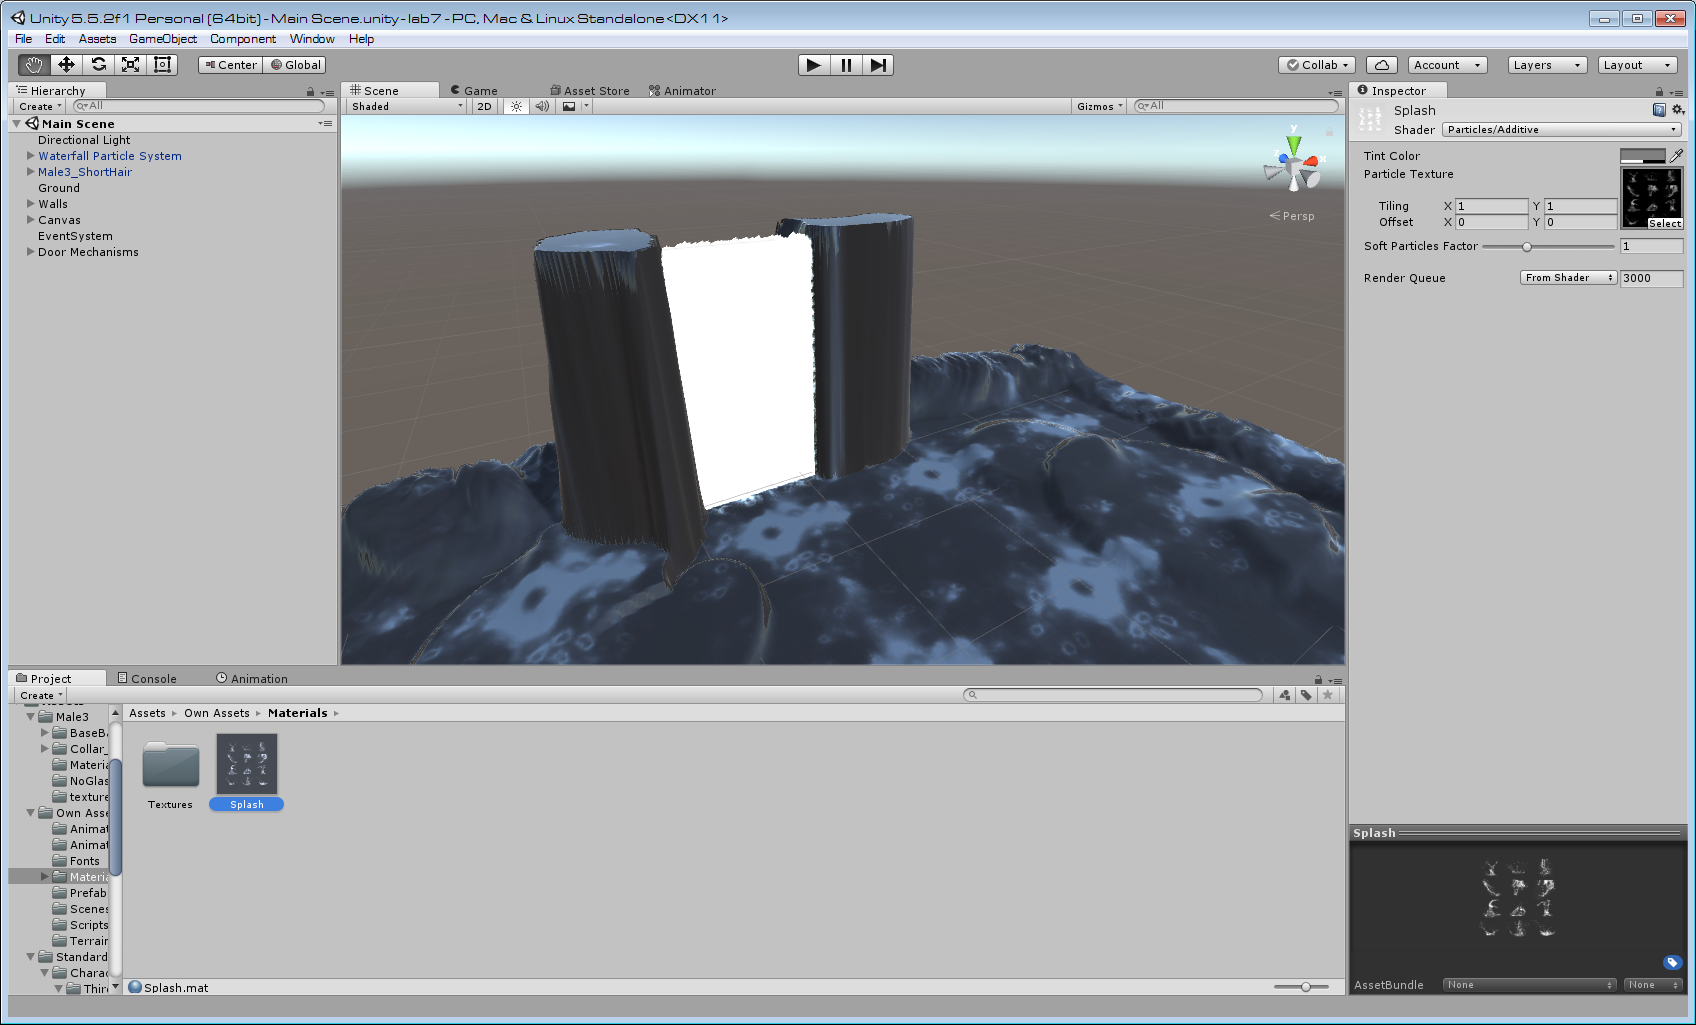 Unity 5.5.2f1 Personal (64bit) - Main Scene.unity - lab7 - PC, Mac & Linux Standalone <DX11>
File Edit Assets GameObject Component Window Help
Center Global Collab Account Layers Layout
Hierarchy
Create All
Main Scene
Directional Light
Waterfall Particle System
Male3_ShortHair
Ground
Walls
Canvas
EventSystem
Door Mechanisms
Scene Game Asset Store Animator
Shaded 2D Gizmos All
y
x
z
Persp
Inspector
Splash
Shader Particles/Additive
Tint Color
Particle Texture
Tiling X 1 Y 1
Offset X 0 Y 0
Select
Soft Particles Factor 1
Render Queue From Shader 3000
Project Console Animation
Create
Assets
Male3
BaseBa
Collar_
Materia
NoGlas
texture
Own Asse
Animat
Animat
Fonts
Materia
Prefab
Scenes
Scripts
Terrain
Standard
Charac
Thir
Assets Own Assets Materials
Textures Splash
Splash.mat
Splash
AssetBundle None None